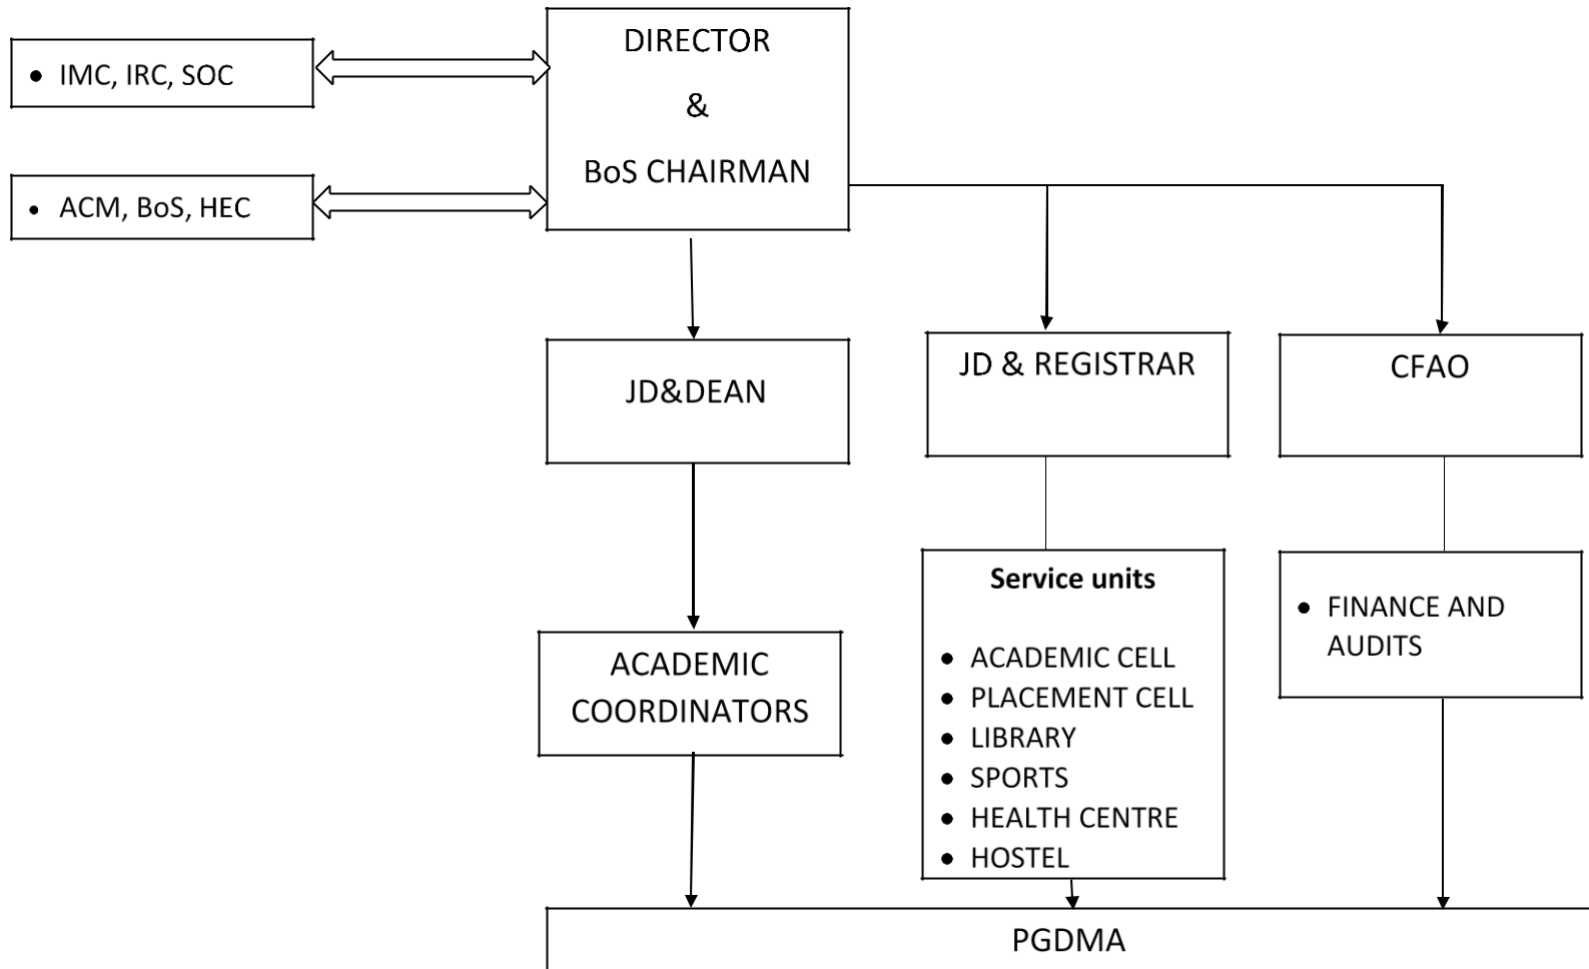 DIRECTOR
&
BoS CHAIRMAN
• IMC, IRC, SOC
• ACM, BoS, HEC
JD&DEAN
JD & REGISTRAR
CFAO
ACADEMIC
COORDINATORS
Service units
• ACADEMIC CELL
• PLACEMENT CELL
• LIBRARY
• SPORTS
• HEALTH CENTRE
• HOSTEL
• FINANCE AND
AUDITS
PGDMA